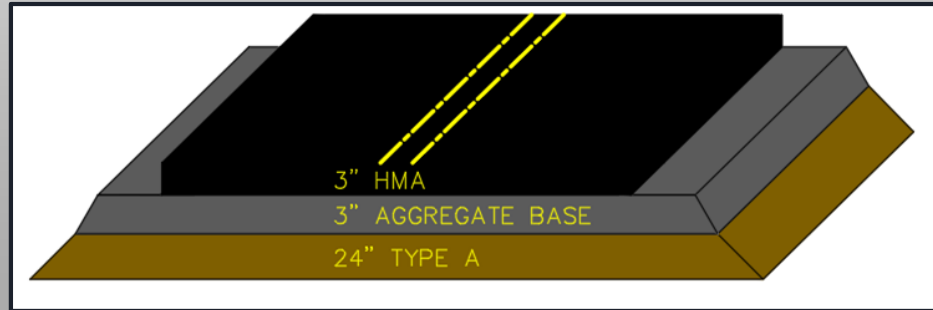 3" HMA
3" AGGREGATE BASE
24" TYPE A